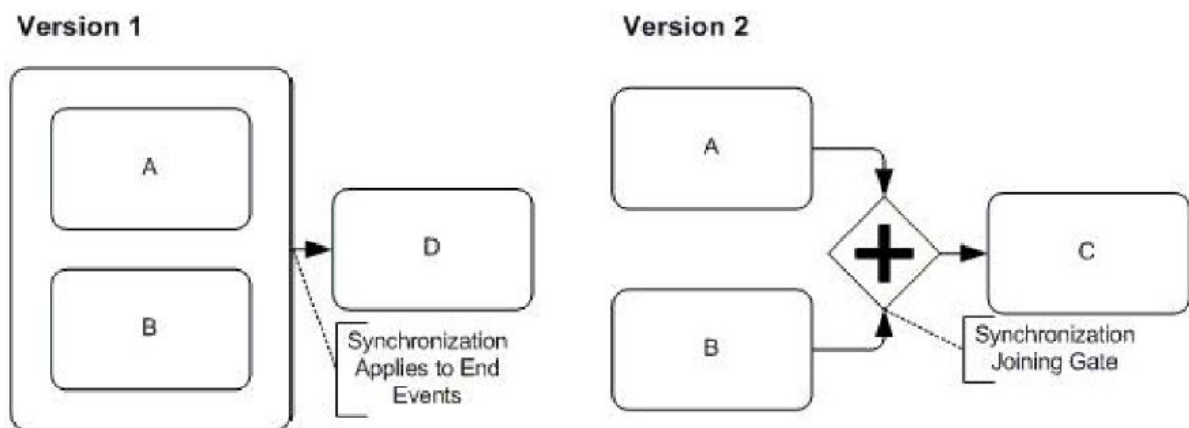 Version 1
A
B
D
Synchronization
Applies to End
Events
Version 2
A
B
C
Synchronization
Joining Gate